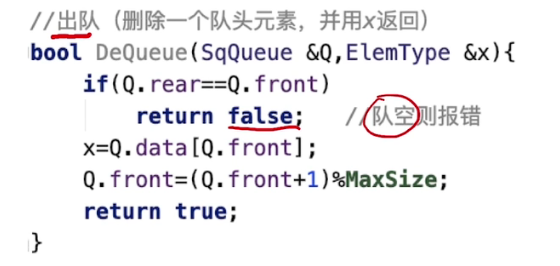 //出队（删除一个队头元素，并用x返回）
bool DeQueue(SqQueue &Q,ElemType &x){
    if(Q.rear==Q.front)
        return false;   //队空则报错
    x=Q.data[Q.front];
    Q.front=(Q.front+1)%MaxSize;
    return true;
}